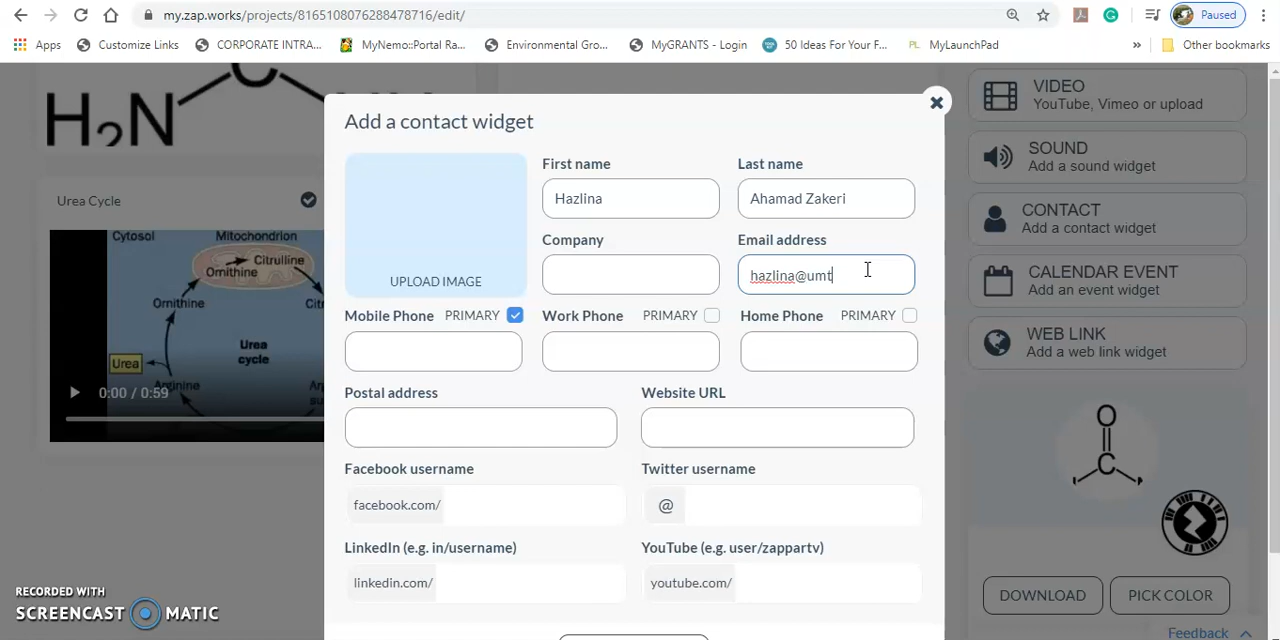 my.zap.works/projects/8165108076288478716/edit/
Paused
Apps
Customize Links
CORPORATE INTRA...
MyNemo::Portal Ra...
Environmental Gro...
MyGRANTS - Login
50 Ideas For Your F...
PL MyLaunchPad
»
Other bookmarks
C
H₂N
Urea Cycle
Cytosol
Mitochondrion
Citrulline
Ornithine
Ornithine
Urea cycle
Urea
Arginine
0:00 / 0:59
Add a contact widget
UPLOAD IMAGE
First name
Hazlina
Last name
Ahamad Zakeri
Company
Email address
hazlina@umt
Mobile Phone PRIMARY
Work Phone PRIMARY
Home Phone PRIMARY
Postal address
Website URL
Facebook username
facebook.com/
Twitter username
@
LinkedIn (e.g. in/username)
linkedin.com/
YouTube (e.g. user/zappartv)
youtube.com/
VIDEO
YouTube, Vimeo or upload
SOUND
Add a sound widget
CONTACT
Add a contact widget
CALENDAR EVENT
Add an event widget
WEB LINK
Add a web link widget
O
C
DOWNLOAD
PICK COLOR
Feedback
RECORDED WITH
SCREENCAST MATIC